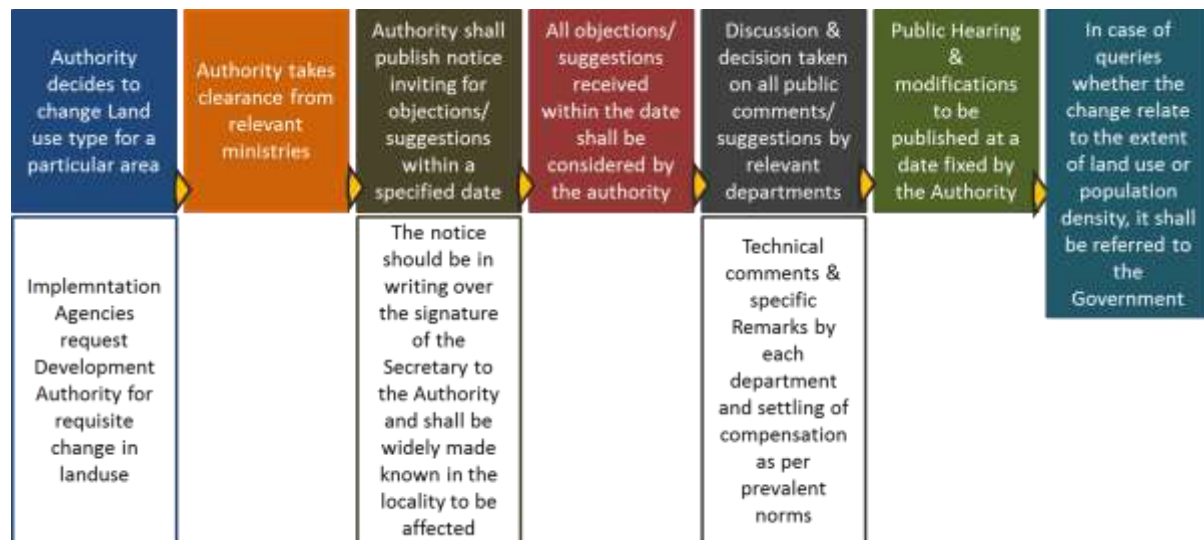 Authority
decides to
change Land
use type for a
particular area
Authority takes
clearance from
relevant
ministries
Authority shall
publish notice
inviting for
objections/
suggestions
within a
specified date
All objections/
suggestions
received
within the date
shall be
considered by
the authority
Discussion &
decision taken
on all public
comments/
suggestions by
relevant
departments
Public Hearing
&
modifications
to be
published at a
date fixed by
the Authority
In case of
queries
whether the
change relate
to the extent
of land use or
population
density, it shall
be referred to
the
Government
Implemntation
Agencies
request
Development
Authority for
requisite
change in
landuse
The notice
should be in
writing over
the signature
of the
Secretary to
the Authority
and shall be
widely made
known in the
locality to be
affected
Technical
comments &
specific
Remarks by
each
department
and settling of
compensation
as per
prevalent
norms